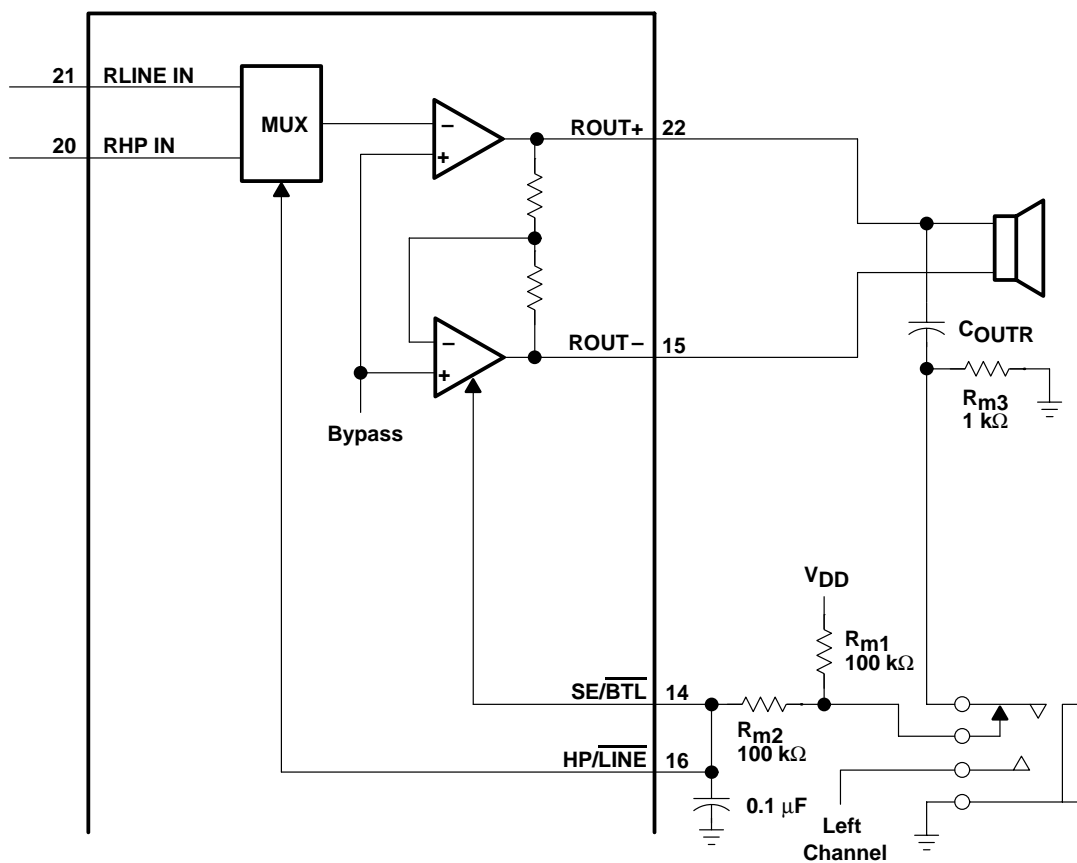 21 RLINE IN
MUX
20 RHP IN
−
+
ROUT+ 22
−
+
ROUT− 15
Bypass
COUTR
Rm3
1 kΩ
VDD
Rm1
100 kΩ
SE/BTL 14
Rm2
100 kΩ
HP/LINE 16
0.1 μF
Left
Channel